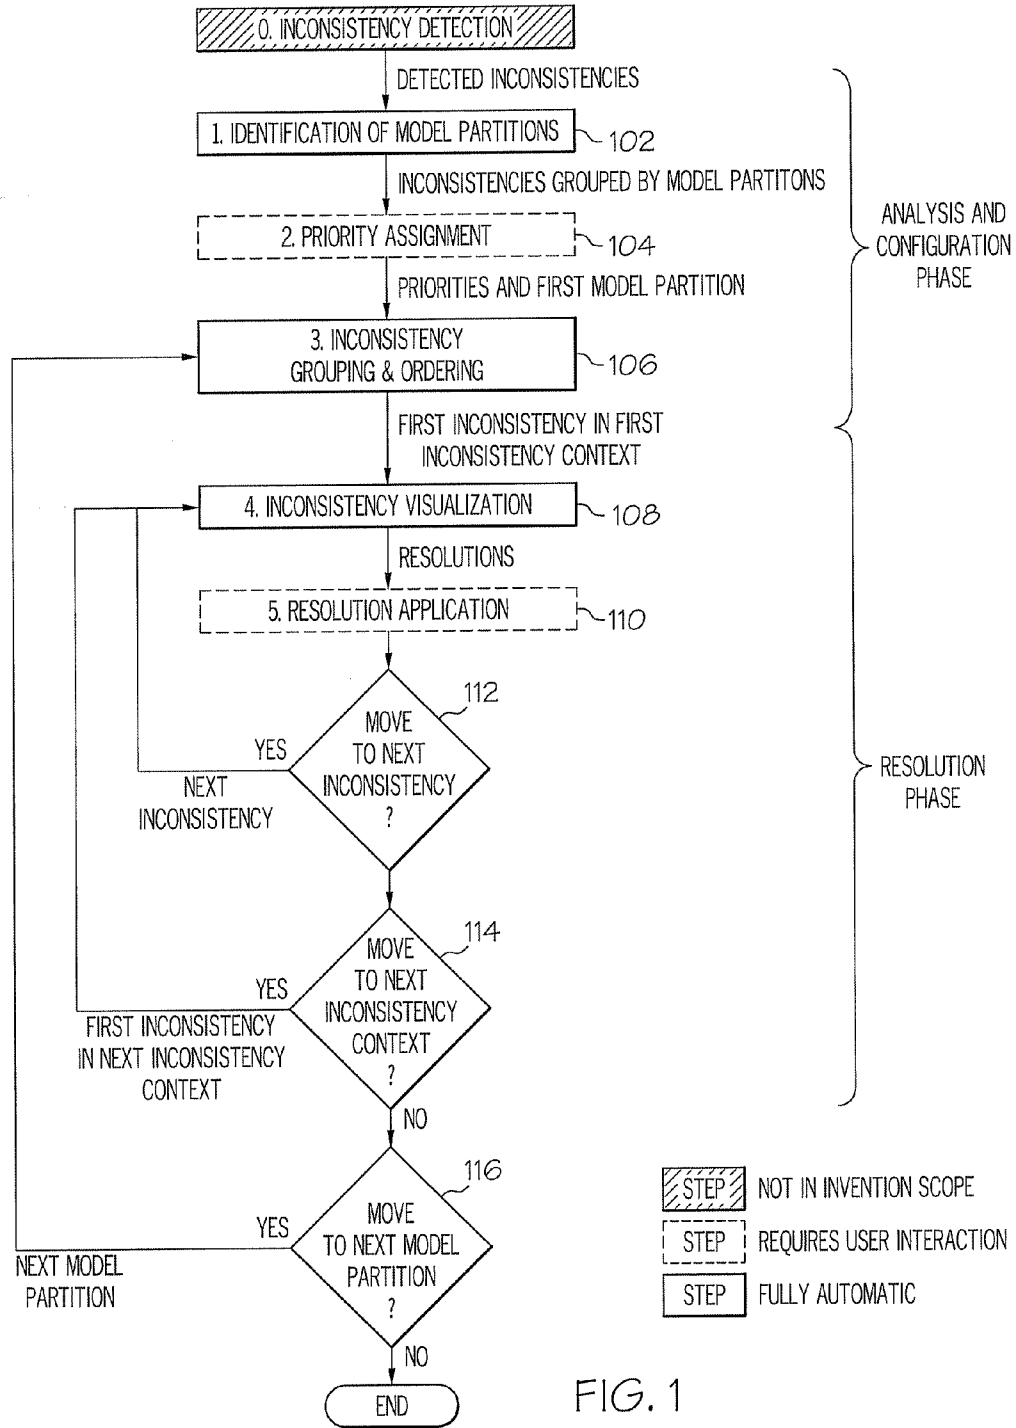 0. INCONSISTENCY DETECTION
DETECTED INCONSISTENCIES
1. IDENTIFICATION OF MODEL PARTITIONS
102
INCONSISTENCIES GROUPED BY MODEL PARTITONS
2. PRIORITY ASSIGNMENT
104
PRIORITIES AND FIRST MODEL PARTITION
3. INCONSISTENCY
GROUPING & ORDERING
106
ANALYSIS AND
CONFIGURATION
PHASE
FIRST INCONSISTENCY IN FIRST
INCONSISTENCY CONTEXT
4. INCONSISTENCY VISUALIZATION
108
RESOLUTIONS
5. RESOLUTION APPLICATION
110
112
MOVE
TO NEXT
INCONSISTENCY
?
YES
NEXT
INCONSISTENCY
RESOLUTION
PHASE
114
MOVE
TO NEXT
INCONSISTENCY
CONTEXT
?
YES
FIRST INCONSISTENCY
IN NEXT INCONSISTENCY
CONTEXT
NO
116
MOVE
TO NEXT MODEL
PARTITION
?
YES
NEXT MODEL
PARTITION
NO
END
STEP
NOT IN INVENTION SCOPE
STEP
REQUIRES USER INTERACTION
STEP
FULLY AUTOMATIC
FIG. 1